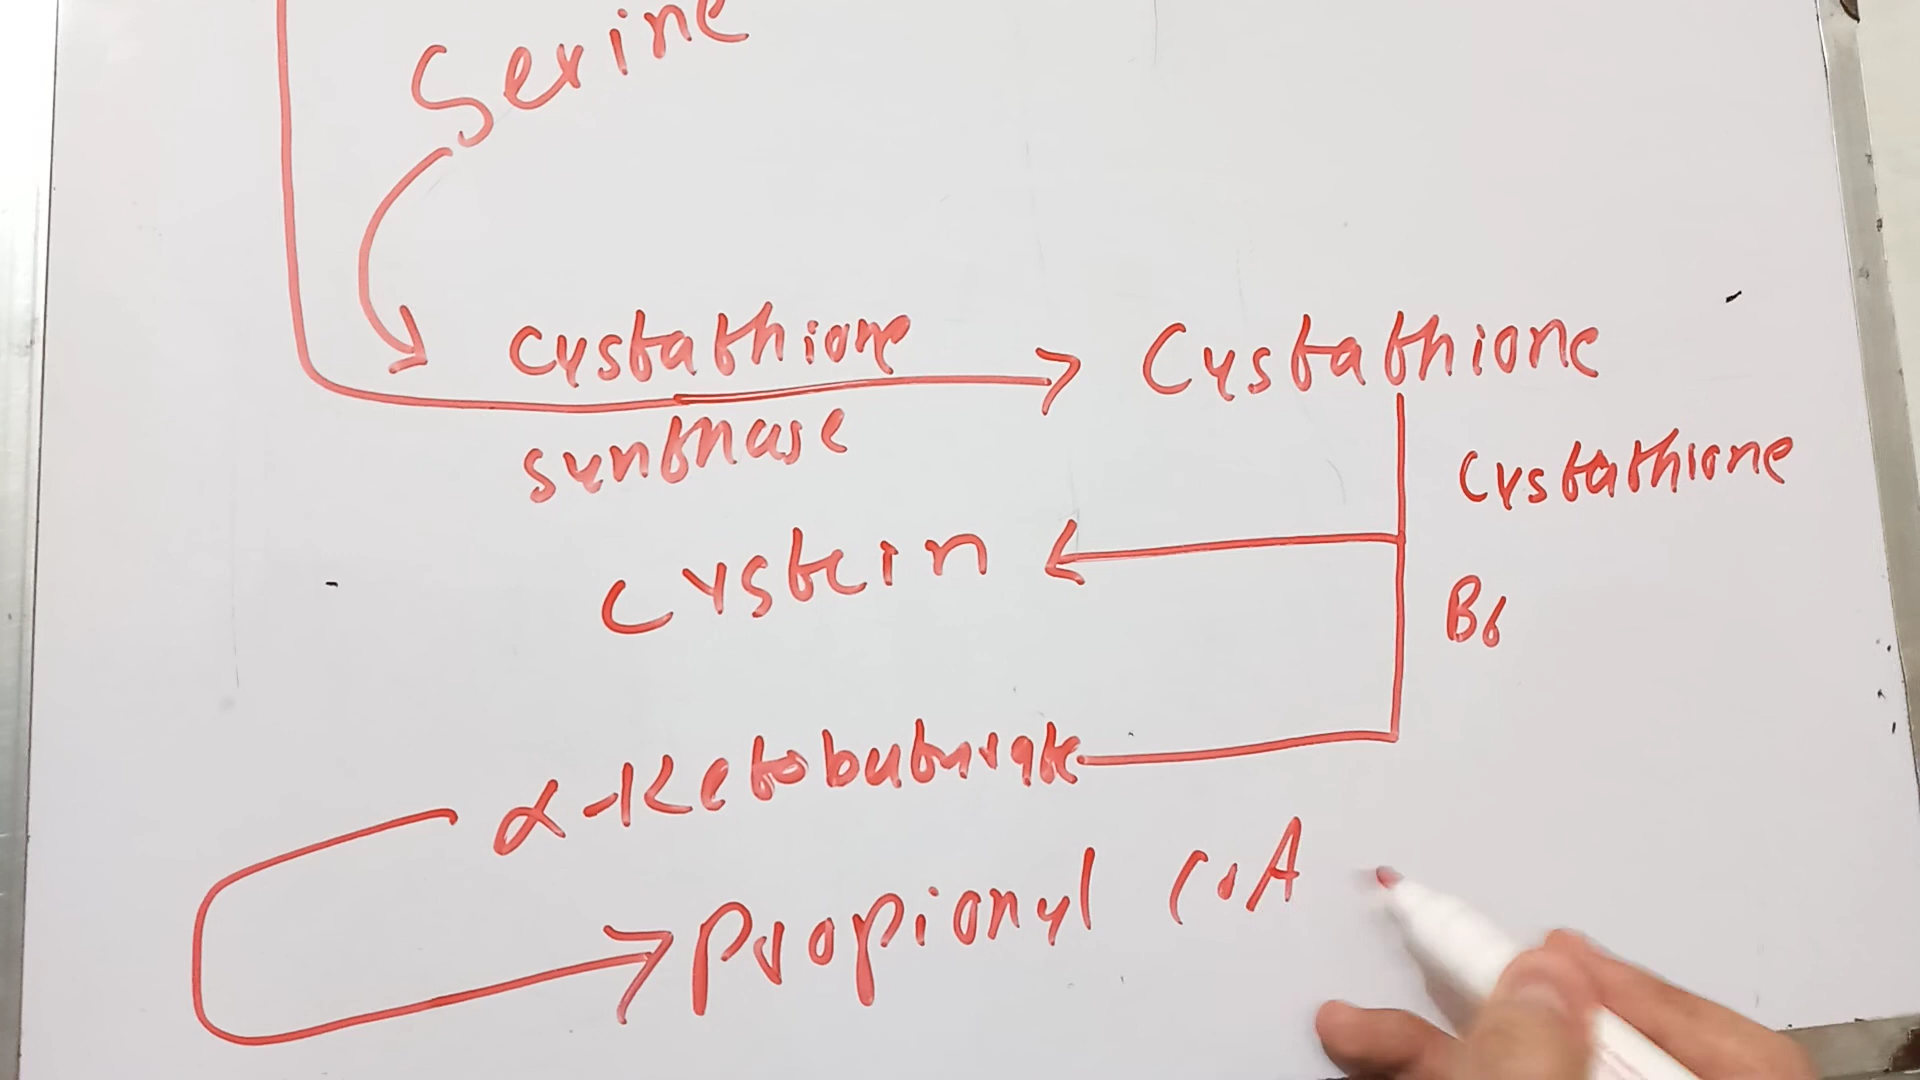 Serine
Cystathione
synthase
Cystathione
Cystathione
Cystein
B6
α-Ketobutyrate
Propionyl CoA